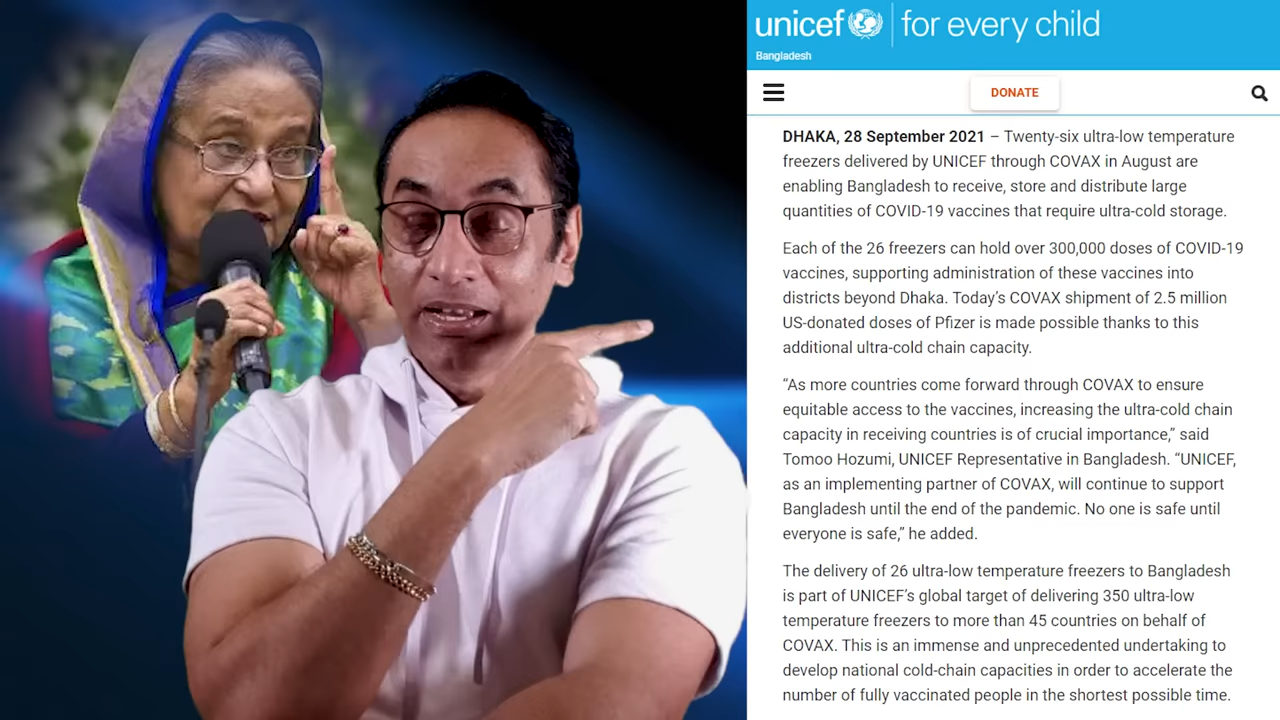 unicef for every child
Bangladesh
DONATE
DHAKA, 28 September 2021 – Twenty-six ultra-low temperature
freezers delivered by UNICEF through COVAX in August are
enabling Bangladesh to receive, store and distribute large
quantities of COVID-19 vaccines that require ultra-cold storage.
Each of the 26 freezers can hold over 300,000 doses of COVID-19
vaccines, supporting administration of these vaccines into
districts beyond Dhaka. Today’s COVAX shipment of 2.5 million
US-donated doses of Pfizer is made possible thanks to this
additional ultra-cold chain capacity.
“As more countries come forward through COVAX to ensure
equitable access to the vaccines, increasing the ultra-cold chain
capacity in receiving countries is of crucial importance,” said
Tomoo Hozumi, UNICEF Representative in Bangladesh. “UNICEF,
as an implementing partner of COVAX, will continue to support
Bangladesh until the end of the pandemic. No one is safe until
everyone is safe,” he added.
The delivery of 26 ultra-low temperature freezers to Bangladesh
is part of UNICEF’s global target of delivering 350 ultra-low
temperature freezers to more than 45 countries on behalf of
COVAX. This is an immense and unprecedented undertaking to
develop national cold-chain capacities in order to accelerate the
number of fully vaccinated people in the shortest possible time.